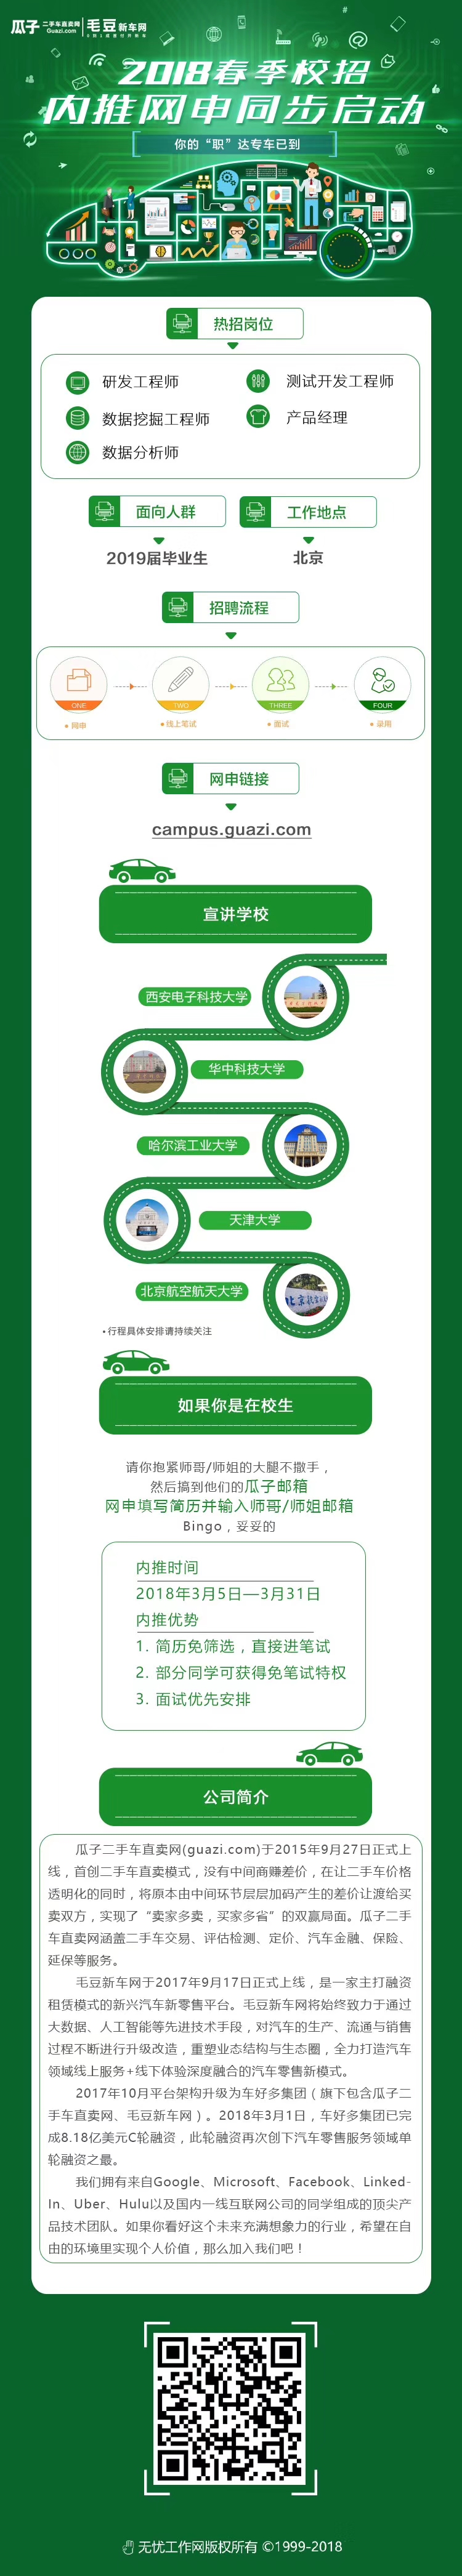 瓜子 二手车直卖网 Guazi.com 毛豆新车网
2018春季校招
内推网申同步启动
你的“职”达专车已到
热招岗位
研发工程师 测试开发工程师
数据挖掘工程师 产品经理
数据分析师
面向人群 工作地点
2019届毕业生 北京
招聘流程
ONE TWO THREE FOUR
• 网申 • 线上笔试 • 面试 • 录用
网申链接
campus.guazi.com
宣讲学校
西安电子科技大学
华中科技大学
哈尔滨工业大学
天津大学
北京航空航天大学
• 行程具体安排请持续关注
如果你是在校生
请你抱紧师哥/师姐的大腿不撒手，
然后搞到他们的瓜子邮箱
网申填写简历并输入师哥/师姐邮箱
Bingo，妥妥的
内推时间
2018年3月5日—3月31日
内推优势
1. 简历免筛选，直接进笔试
2. 部分同学可获得免笔试特权
3. 面试优先安排
公司简介
瓜子二手车直卖网(guazi.com)于2015年9月27日正式上
线，首创二手车直卖模式，没有中间商赚差价，在让二手车价格
透明化的同时，将原本由中间环节层层加码产生的差价让渡给买
卖双方，实现了“卖家多卖，买家多省”的双赢局面。瓜子二手
车直卖网涵盖二手车交易、评估检测、定价、汽车金融、保险、
延保等服务。
毛豆新车网于2017年9月17日正式上线，是一家主打融资
租赁模式的新兴汽车新零售平台。毛豆新车网将始终致力于通过
大数据、人工智能等先进技术手段，对汽车的生产、流通与销售
过程不断进行升级改造，重塑业态结构与生态圈，全力打造汽车
领域线上服务+线下体验深度融合的汽车零售新模式。
2017年10月平台架构升级为车好多集团（旗下包含瓜子二
手车直卖网、毛豆新车网）。2018年3月1日，车好多集团已完
成8.18亿美元C轮融资，此轮融资再次创下汽车零售服务领域单
轮融资之最。
我们拥有来自Google、Microsoft、Facebook、Linked-
In、Uber、Hulu以及国内一线互联网公司的同学组成的顶尖产
品技术团队。如果你看好这个未来充满想象力的行业，希望在自
由的环境里实现个人价值，那么加入我们吧！
无忧工作网版权所有 ©1999-2018